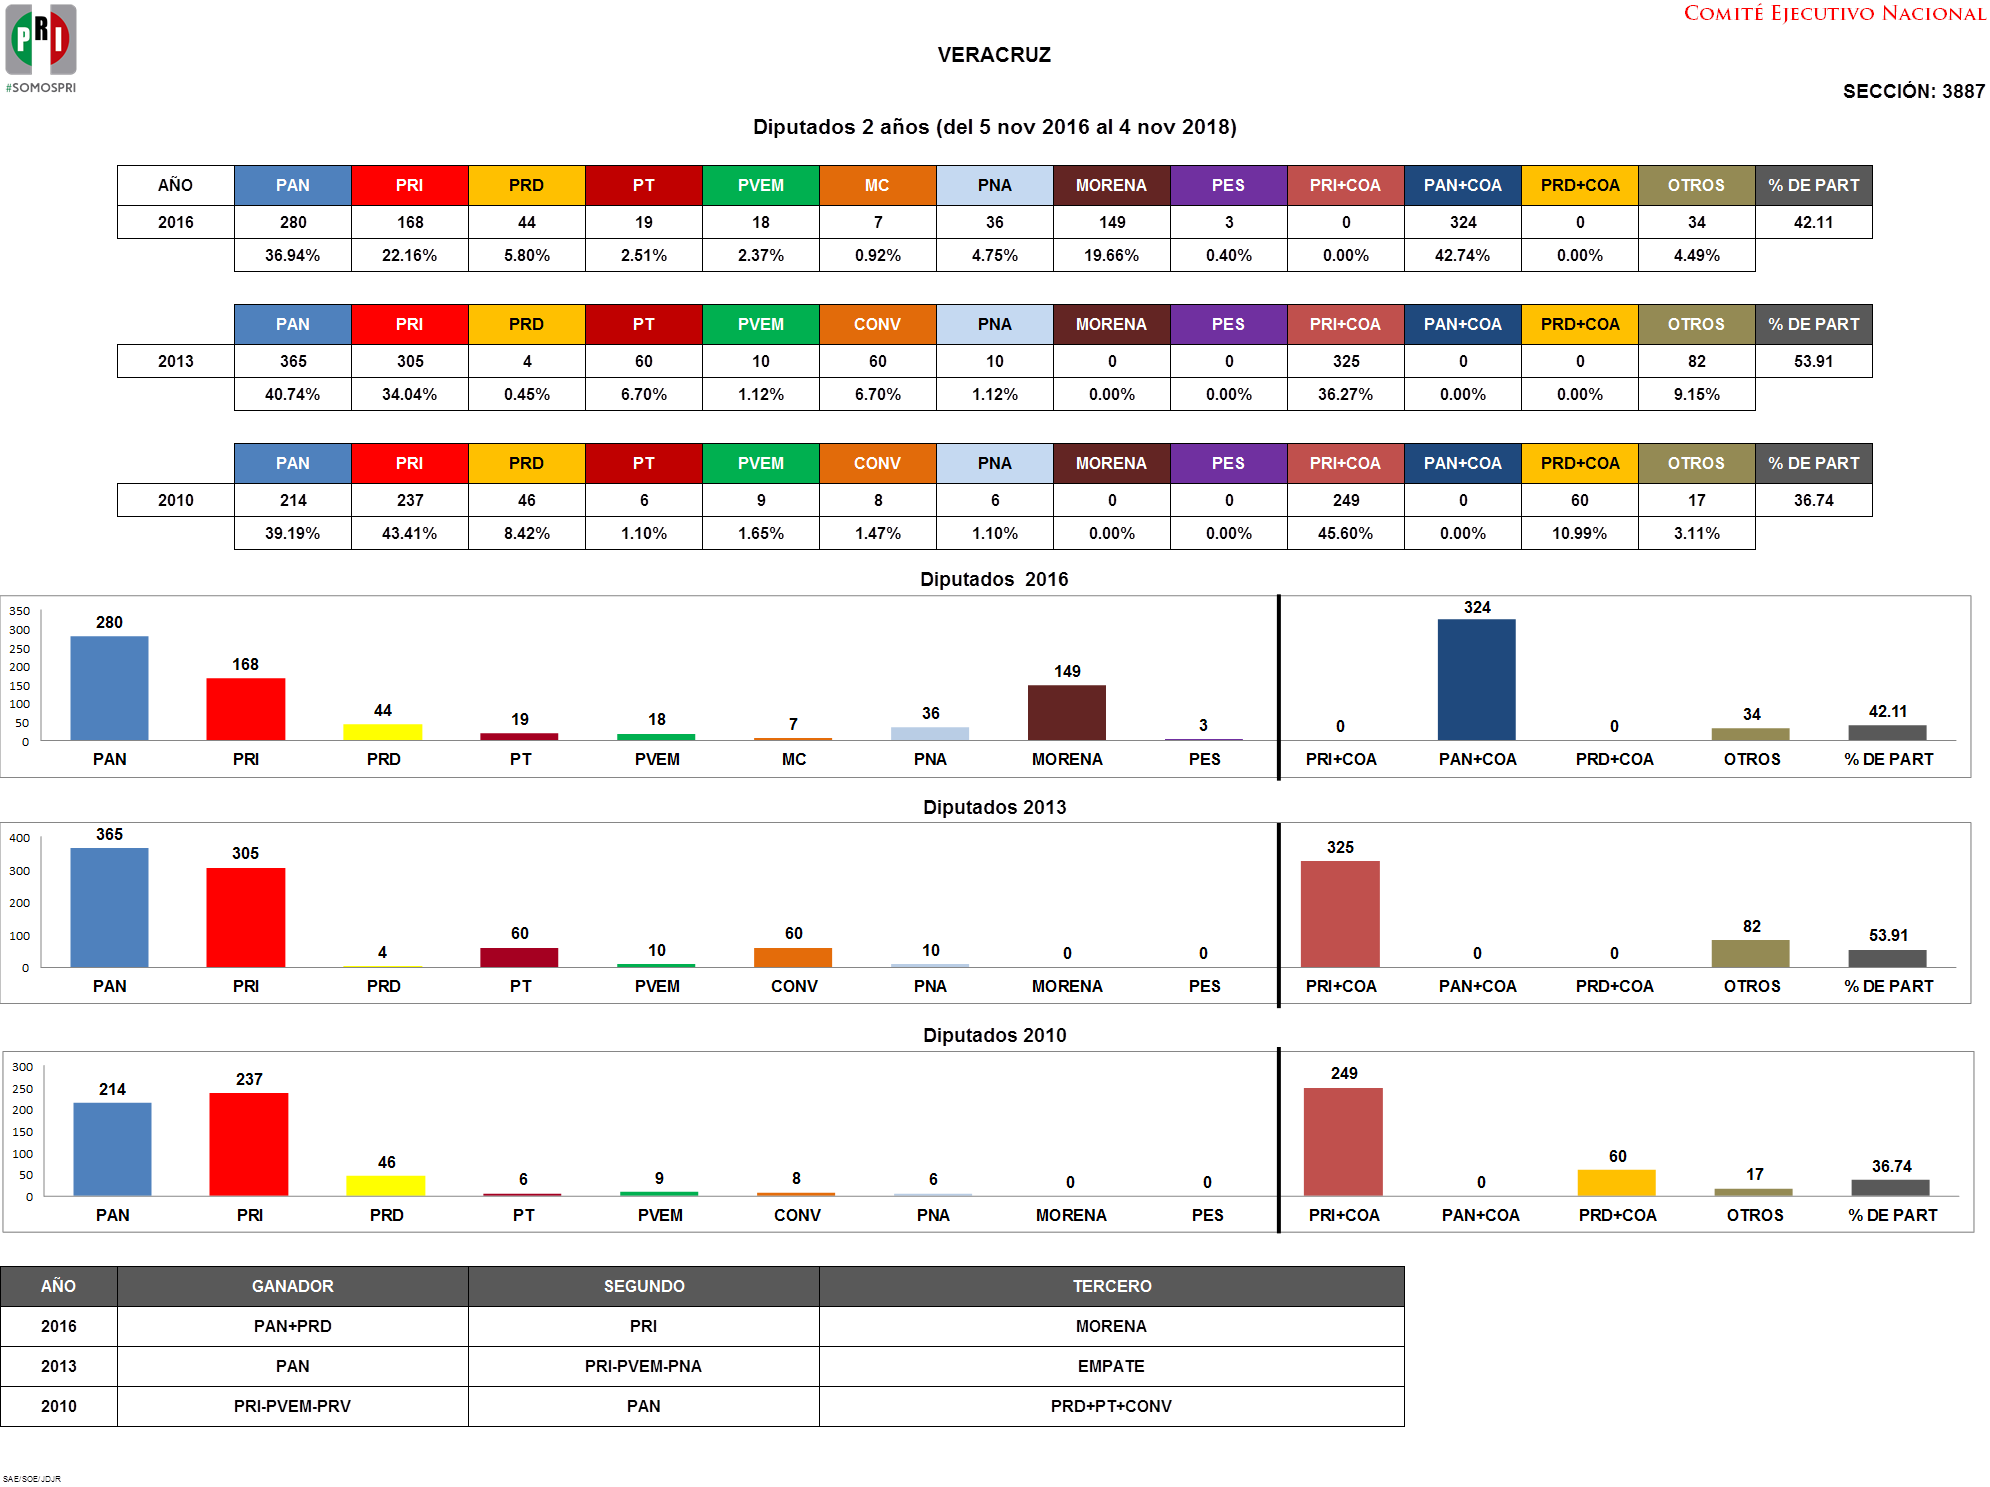 PRI
#SOMOSPRI
COMITÉ EJECUTIVO NACIONAL
VERACRUZ
SECCIÓN: 3887
Diputados 2 años (del 5 nov 2016 al 4 nov 2018)
AÑO PAN PRI PRD PT PVEM MC PNA MORENA PES PRI+COA PAN+COA PRD+COA OTROS % DE PART
2016 280 168 44 19 18 7 36 149 3 0 324 0 34 42.11
36.94% 22.16% 5.80% 2.51% 2.37% 0.92% 4.75% 19.66% 0.40% 0.00% 42.74% 0.00% 4.49%
PAN PRI PRD PT PVEM CONV PNA MORENA PES PRI+COA PAN+COA PRD+COA OTROS % DE PART
2013 365 305 4 60 10 60 10 0 0 325 0 0 82 53.91
40.74% 34.04% 0.45% 6.70% 1.12% 6.70% 1.12% 0.00% 0.00% 36.27% 0.00% 0.00% 9.15%
PAN PRI PRD PT PVEM CONV PNA MORENA PES PRI+COA PAN+COA PRD+COA OTROS % DE PART
2010 214 237 46 6 9 8 6 0 0 249 0 60 17 36.74
39.19% 43.41% 8.42% 1.10% 1.65% 1.47% 1.10% 0.00% 0.00% 45.60% 0.00% 10.99% 3.11%
Diputados 2016
350
300
250
200
150
100
50
0
280 168 44 19 18 7 36 149 3 0 324 0 34 42.11
PAN PRI PRD PT PVEM MC PNA MORENA PES PRI+COA PAN+COA PRD+COA OTROS % DE PART
Diputados 2013
400
300
200
100
0
365 305 4 60 10 60 10 0 0 325 0 0 82 53.91
PAN PRI PRD PT PVEM CONV PNA MORENA PES PRI+COA PAN+COA PRD+COA OTROS % DE PART
Diputados 2010
300
250
200
150
100
50
0
214 237 46 6 9 8 6 0 0 249 0 60 17 36.74
PAN PRI PRD PT PVEM CONV PNA MORENA PES PRI+COA PAN+COA PRD+COA OTROS % DE PART
AÑO GANADOR SEGUNDO TERCERO
2016 PAN+PRD PRI MORENA
2013 PAN PRI-PVEM-PNA EMPATE
2010 PRI-PVEM-PRV PAN PRD+PT+CONV
SAE/SOE/JDJR